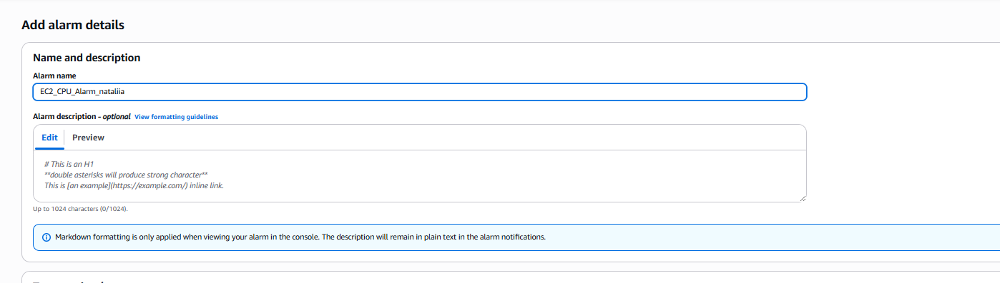 Add alarm details
Name and description
Alarm name
EC2_CPU_Alarm_nataliia
Alarm description - optional View formatting guidelines
Edit Preview
# This is an H1
**double asterisks will produce strong character**
This is [an example](https://example.com/) inline link.
Up to 1024 characters (0/1024).
Markdown formatting is only applied when viewing your alarm in the console. The description will remain in plain text in the alarm notifications.